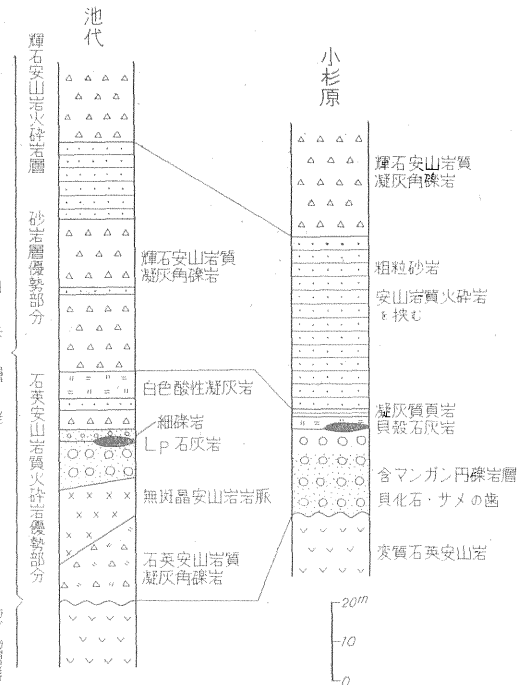 池代
小杉原
輝石安山岩火砕岩層
砂岩層優勢部分
石英安山岩質火砕岩優勢部分
輝石安山岩質
凝灰角礫岩
白色酸性凝灰岩
細礫岩
Lp石灰岩
無斑晶安山岩岩脈
石英安山岩質
凝灰角礫岩
輝石安山岩質
凝灰角礫岩
粗粒砂岩
安山岩質火砕岩
を挟む
凝灰質頁岩
貝殻石灰岩
含マンガン円礫岩層
貝化石・サメの歯
変質石英安山岩
20m
10
0